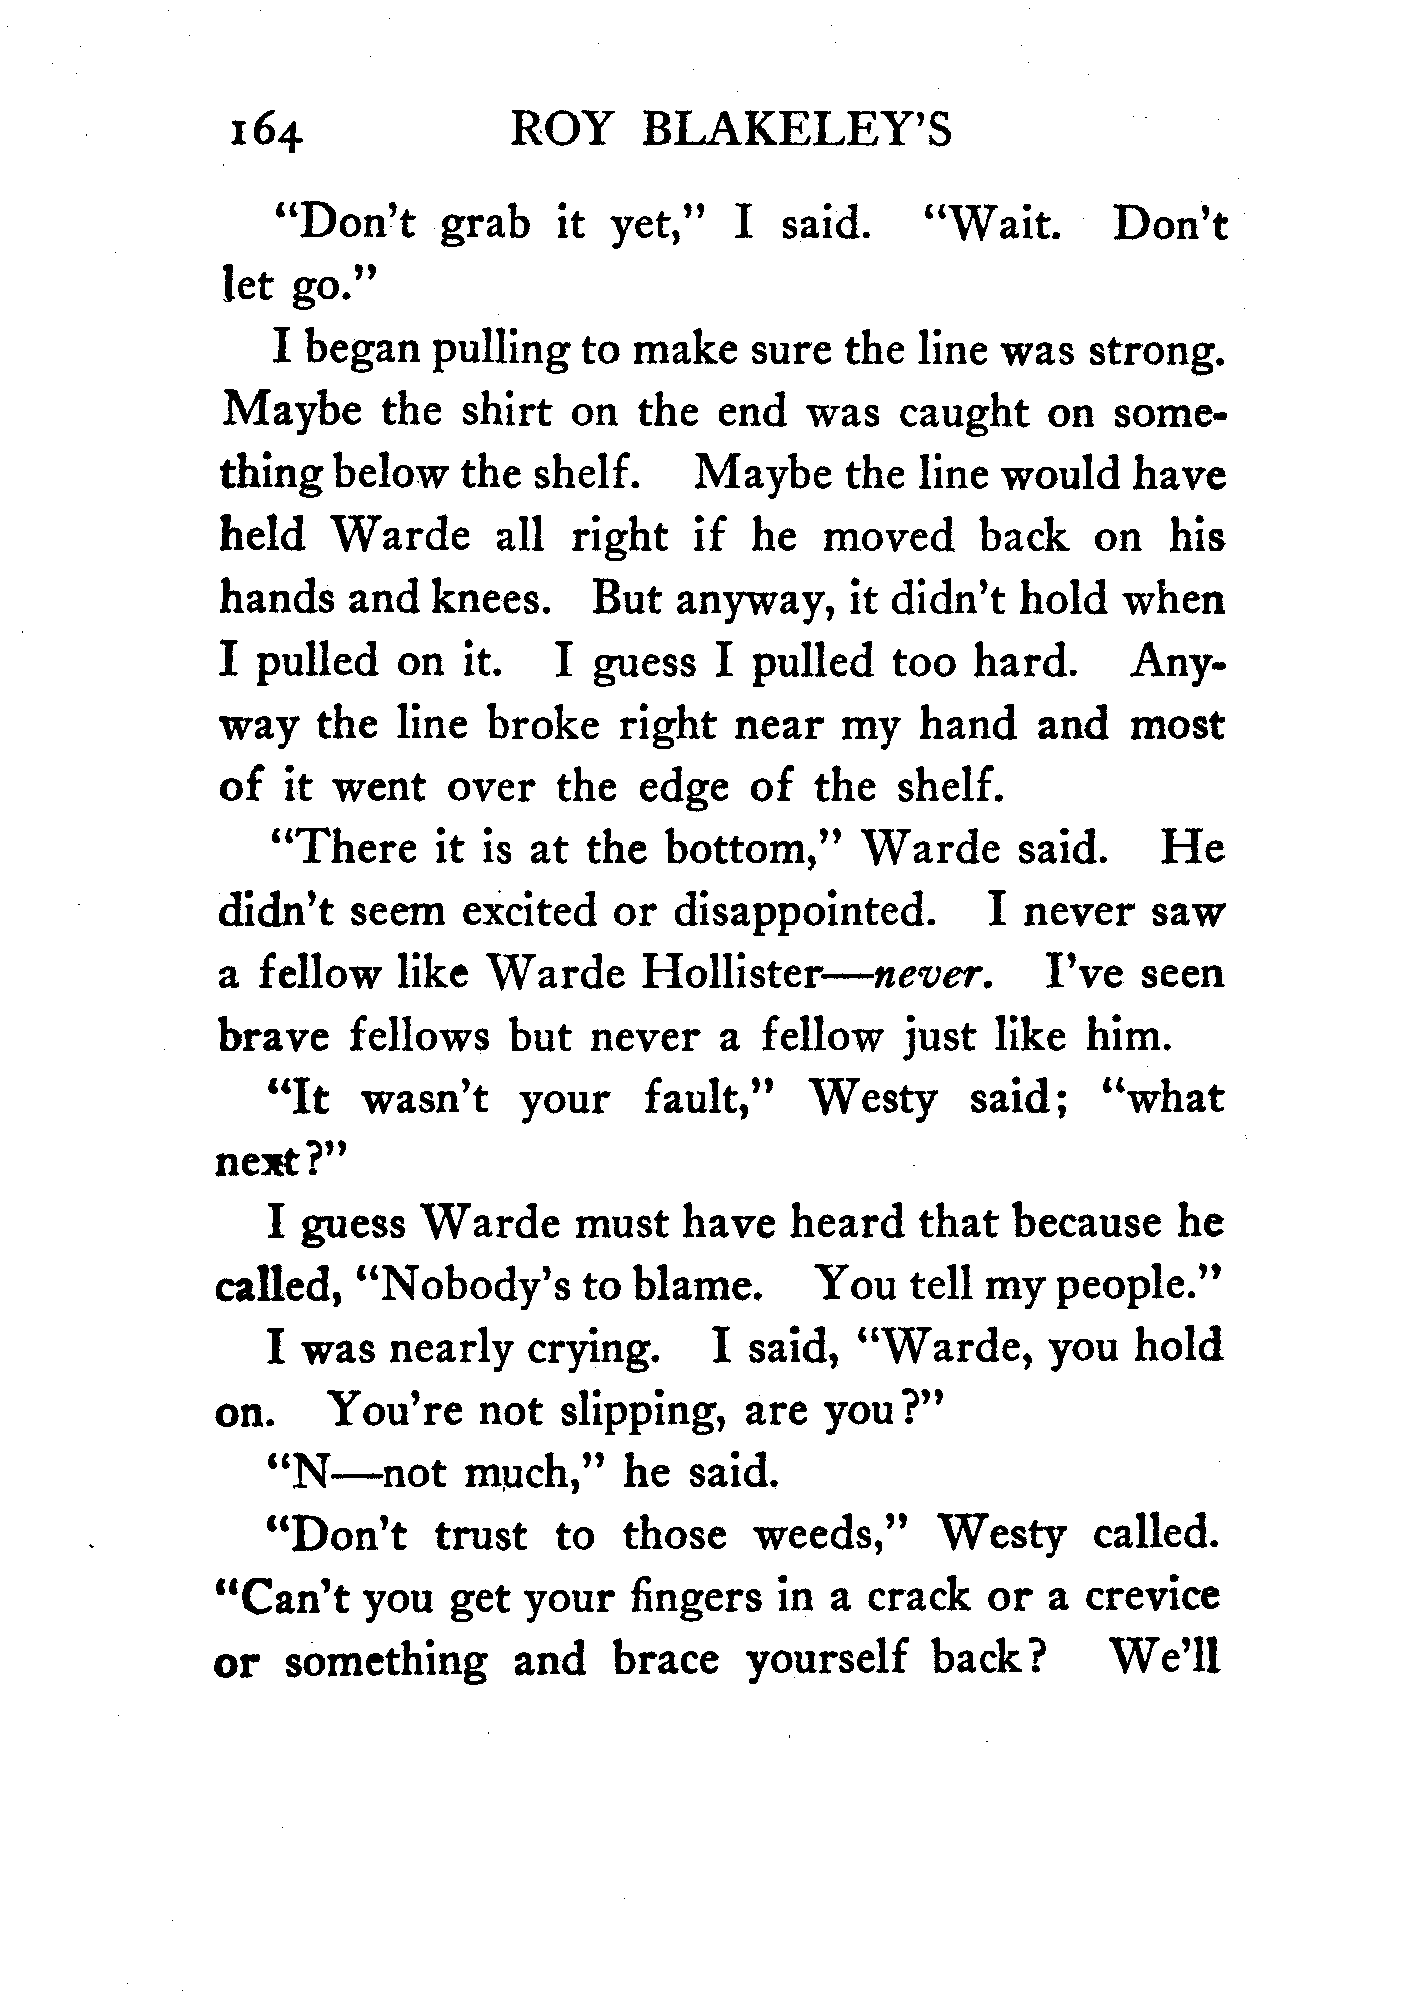 164 ROY BLAKELEY'S
"Don't grab it yet," I said. "Wait. Don't
let go."
I began pulling to make sure the line was strong.
Maybe the shirt on the end was caught on some-
thing below the shelf. Maybe the line would have
held Warde all right if he moved back on his
hands and knees. But anyway, it didn't hold when
I pulled on it. I guess I pulled too hard. Any-
way the line broke right near my hand and most
of it went over the edge of the shelf.
"There it is at the bottom," Warde said. He
didn't seem excited or disappointed. I never saw
a fellow like Warde Hollister—never. I've seen
brave fellows but never a fellow just like him.
"It wasn't your fault," Westy said; "what
next?"
I guess Warde must have heard that because he
called, "Nobody's to blame. You tell my people."
I was nearly crying. I said, "Warde, you hold
on. You're not slipping, are you?"
"N—not much," he said.
"Don't trust to those weeds," Westy called.
"Can't you get your fingers in a crack or a crevice
or something and brace yourself back? We'll